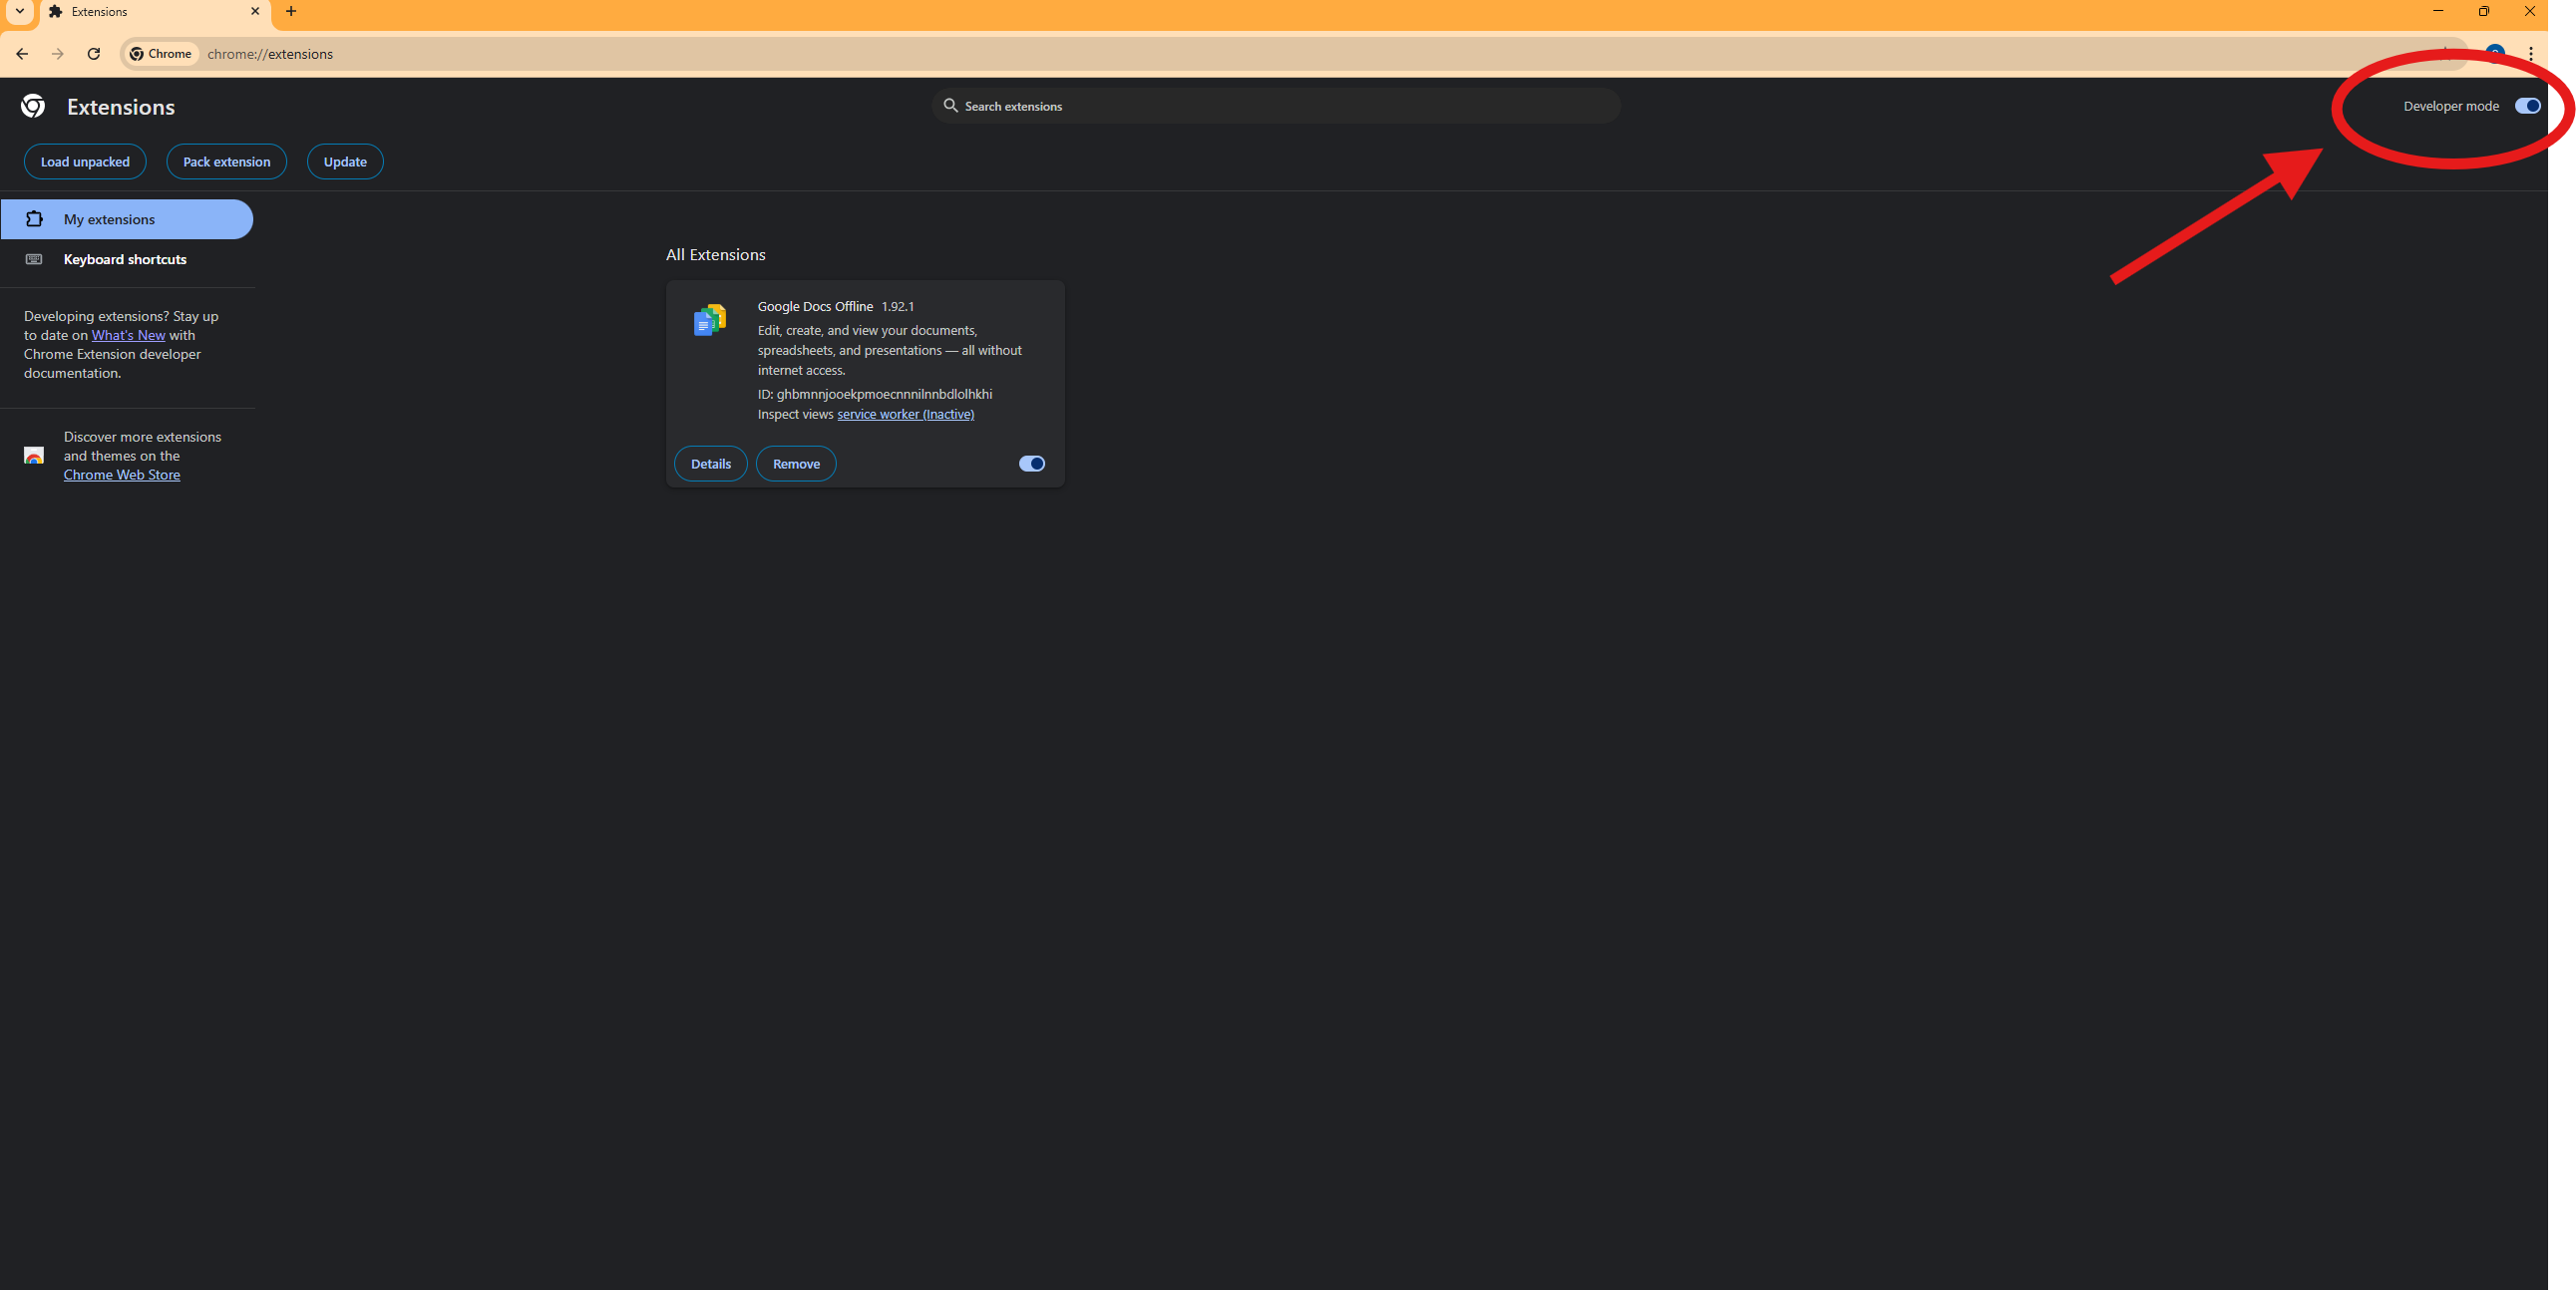 Extensions
Chrome chrome://extensions
Extensions
Search extensions
Developer mode
Load unpacked
Pack extension
Update
My extensions
Keyboard shortcuts
Developing extensions? Stay up
to date on What's New with
Chrome Extension developer
documentation.
Discover more extensions
and themes on the
Chrome Web Store
All Extensions
Google Docs Offline 1.92.1
Edit, create, and view your documents,
spreadsheets, and presentations — all without
internet access.
ID: ghbmnnjooekpmoecnnnilnnbdlolhkhi
Inspect views service worker (Inactive)
Details
Remove